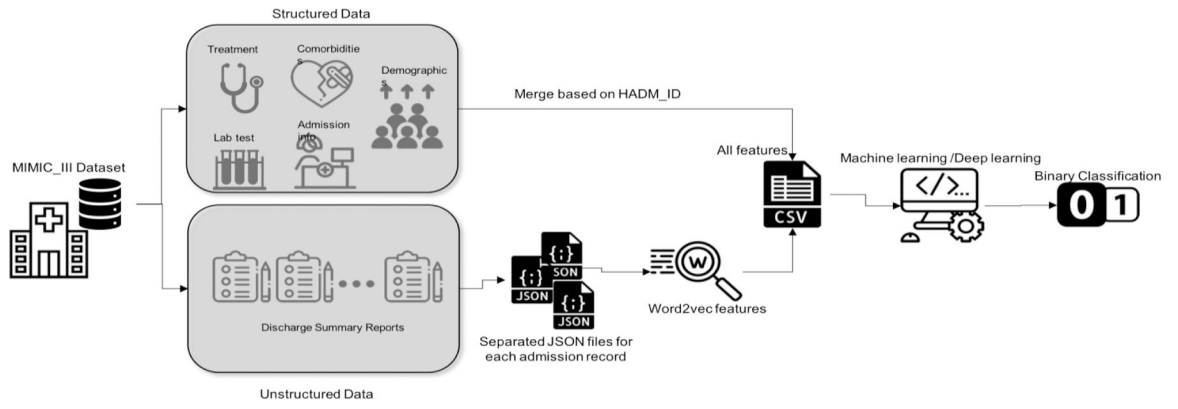 Structured Data
Treatment
Comorbiditie
s
Demographic
s
Lab test
Admission
info
Merge based on HADM_ID
MIMIC_III Dataset
All features
CSV
Machine learning /Deep learning
</>...
Binary Classification
0 1
Discharge Summary Reports
{;}
SON
{;}
JSON
{;}
JSON
Separated JSON files for
each admission record
W
Word2vec features
Unstructured Data